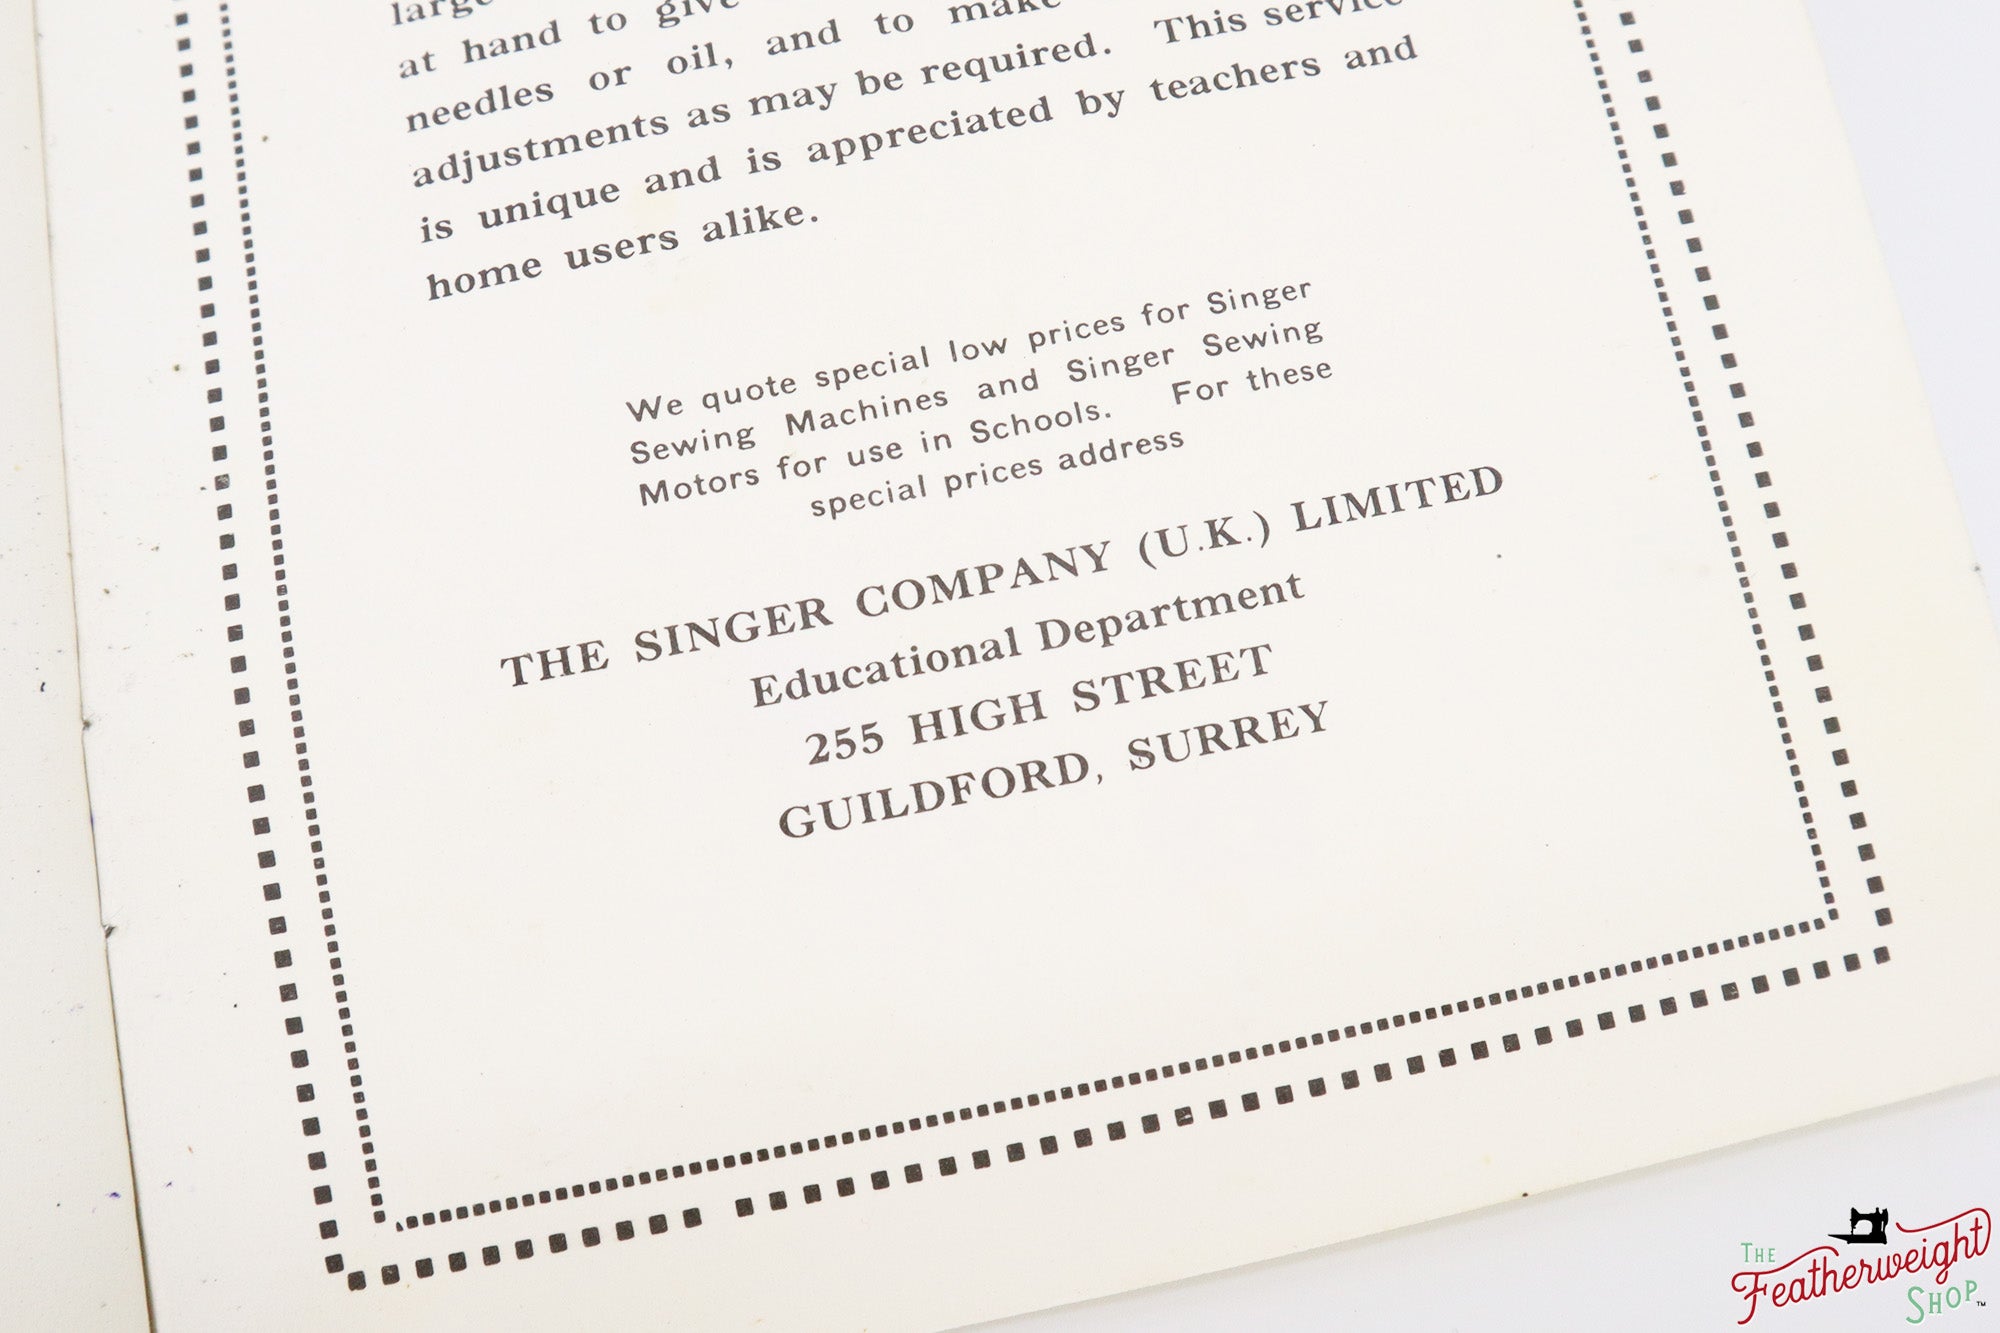 large
at hand to give
needles or oil, and to make
adjustments as may be required. This service
is unique and is appreciated by teachers and
home users alike.
We quote special low prices for Singer
Sewing Machines and Singer Sewing
Motors for use in Schools. For these
special prices address
THE SINGER COMPANY (U.K.) LIMITED
Educational Department
255 HIGH STREET
GUILDFORD, SURREY
THE
Featherweight
SHOP™